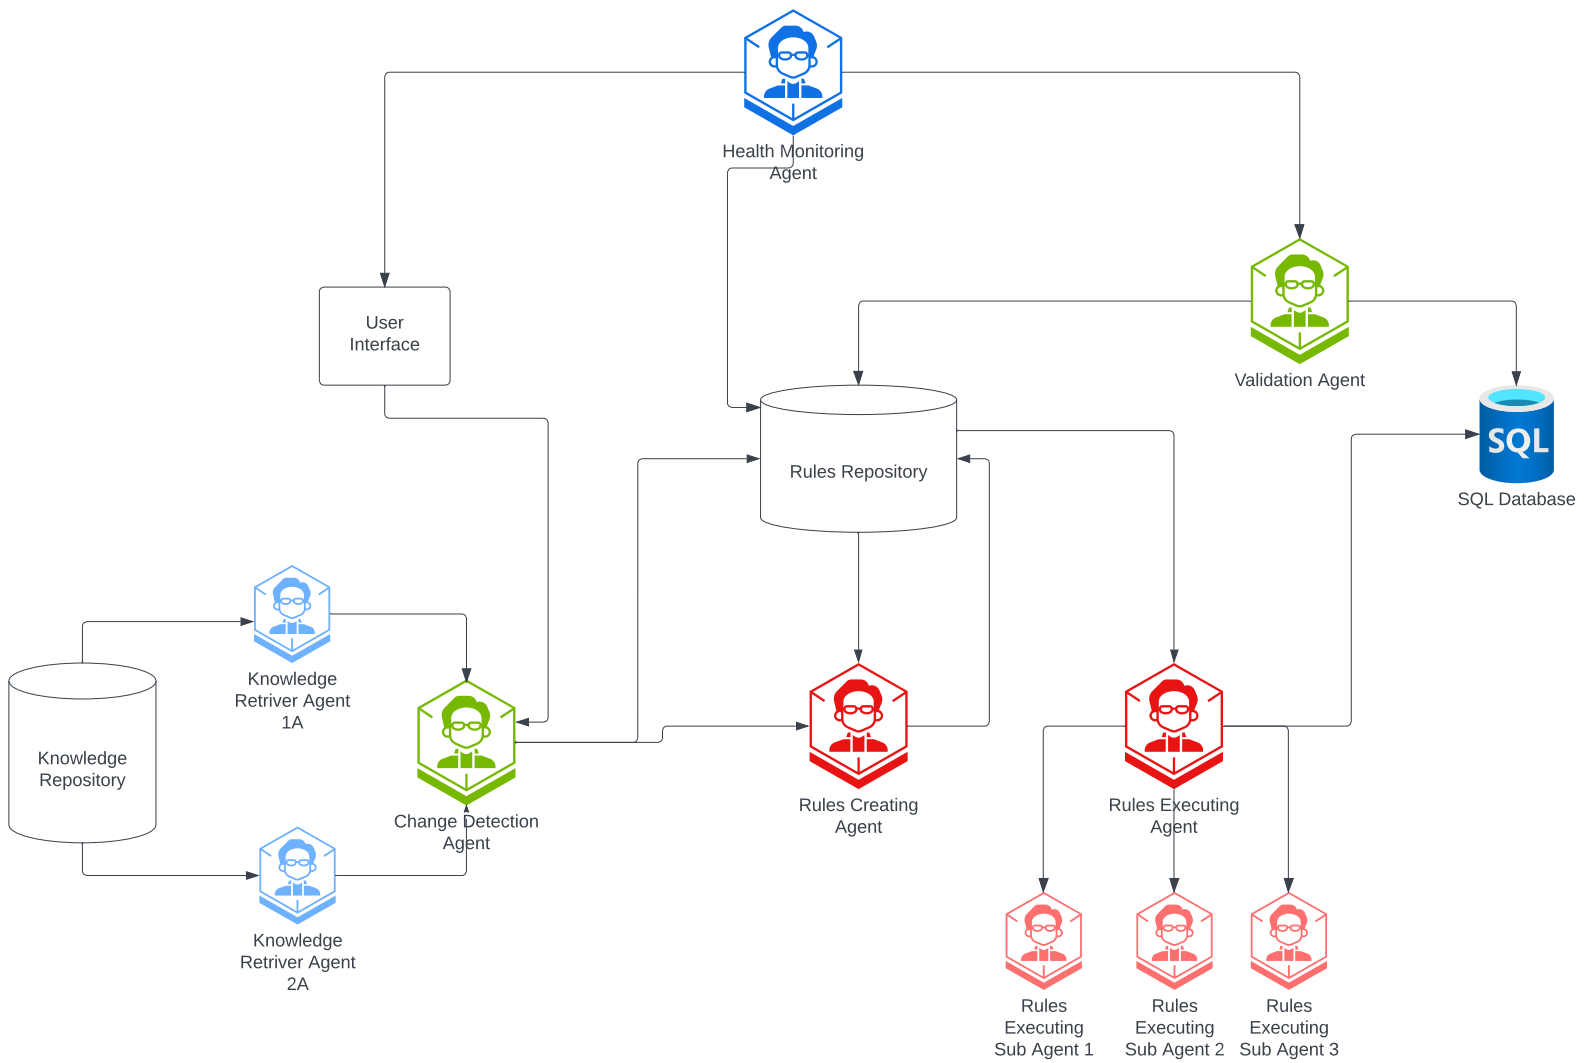 Health Monitoring
Agent
User
Interface
Validation Agent
Rules Repository
SQL
SQL Database
Knowledge
Retriver Agent
1A
Knowledge
Repository
Change Detection
Agent
Rules Creating
Agent
Rules Executing
Agent
Knowledge
Retriver Agent
2A
Rules
Executing
Sub Agent 1
Rules
Executing
Sub Agent 2
Rules
Executing
Sub Agent 3